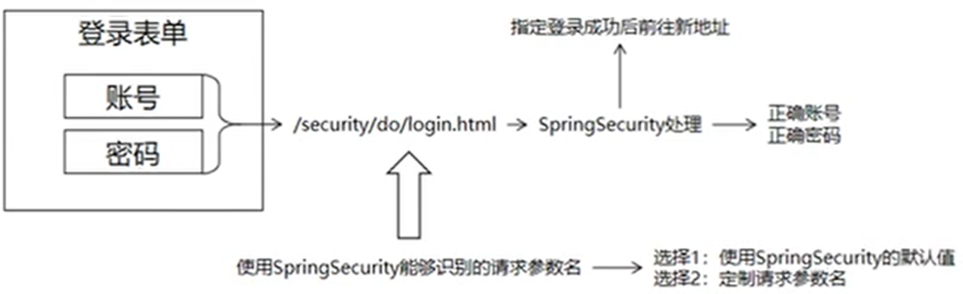 指定登录成功后前往新地址
登录表单
账号
密码
/security/do/login.html
SpringSecurity处理
正确账号
正确密码
使用SpringSecurity能够识别的请求参数名
选择1：使用SpringSecurity的默认值
选择2：定制请求参数名